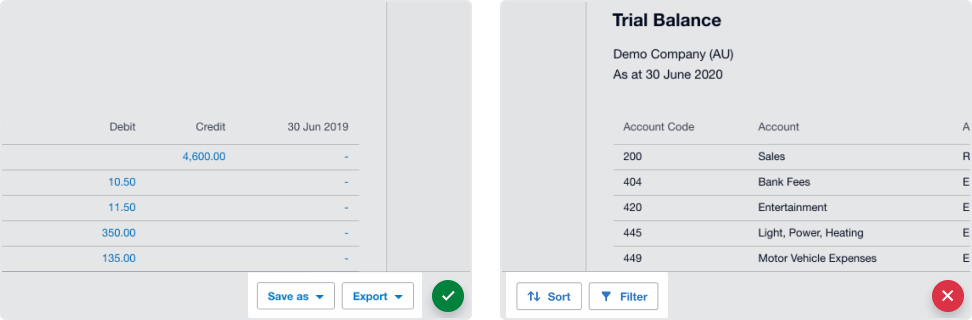 Debit Credit 30 Jun 2019
4,600.00 -
10.50 -
11.50 -
350.00 -
135.00 -
Save as Export
Trial Balance
Demo Company (AU)
As at 30 June 2020
Account Code Account A
200 Sales R
404 Bank Fees E
420 Entertainment E
445 Light, Power, Heating E
449 Motor Vehicle Expenses E
Sort Filter